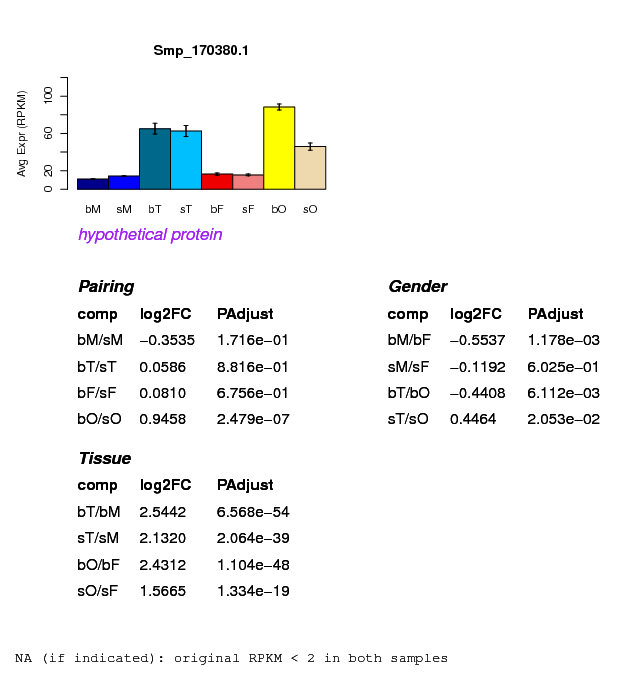 Smp_170380.1
Avg Expr (RPKM)
100
60
20
0
bM sM bT sT bF sF bO sO
hypothetical protein
Pairing
comp log2FC PAdjust
bM/sM −0.3535 1.716e−01
bT/sT 0.0586 8.816e−01
bF/sF 0.0810 6.756e−01
bO/sO 0.9458 2.479e−07
Gender
comp log2FC PAdjust
bM/bF −0.5537 1.178e−03
sM/sF −0.1192 6.025e−01
bT/bO −0.4408 6.112e−03
sT/sO 0.4464 2.053e−02
Tissue
comp log2FC PAdjust
bT/bM 2.5442 6.568e−54
sT/sM 2.1320 2.064e−39
bO/bF 2.4312 1.104e−48
sO/sF 1.5665 1.334e−19
NA (if indicated): original RPKM < 2 in both samples